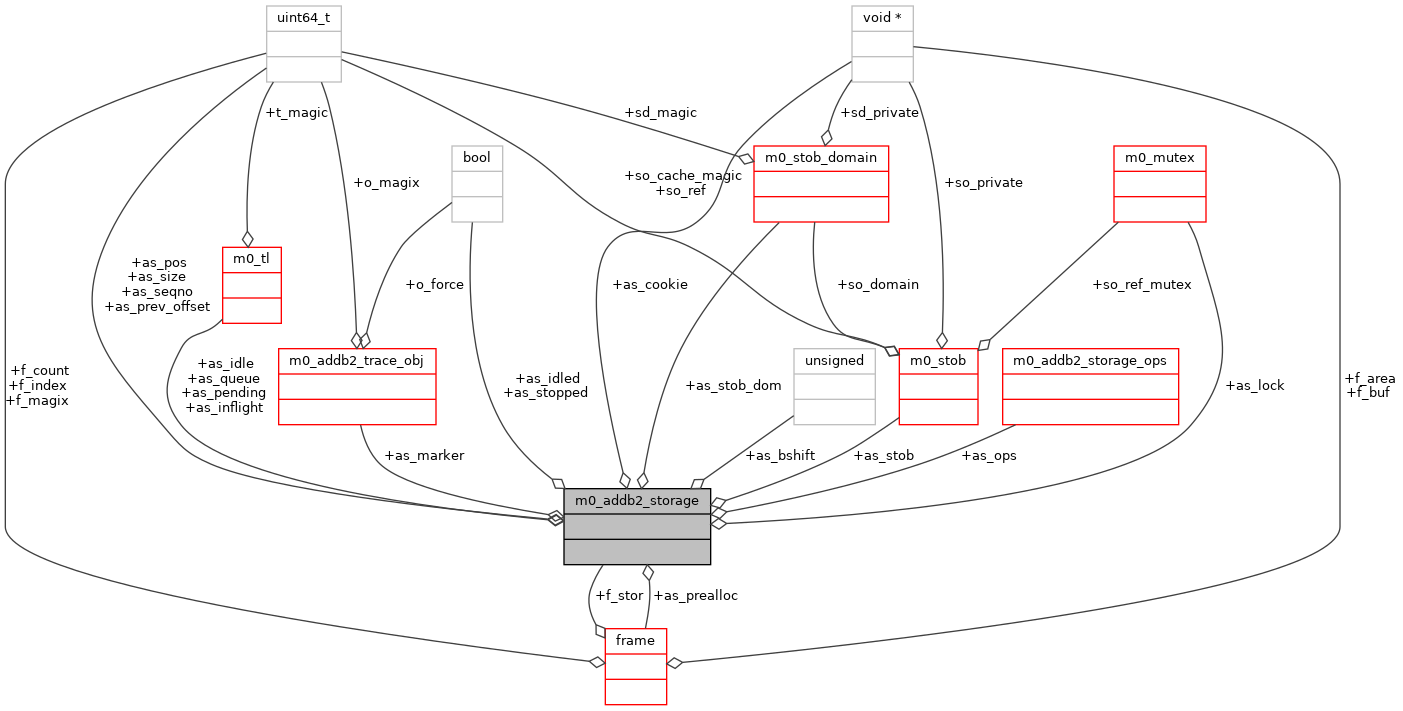 uint64_t
void *
+t_magic
+sd_magic
+sd_private
bool
m0_stob_domain
m0_mutex
+o_magix
+so_cache_magic
+so_ref
+so_private
m0_tl
+as_pos
+as_size
+as_seqno
+as_prev_offset
+o_force
+as_cookie
+so_domain
+so_ref_mutex
m0_addb2_trace_obj
unsigned
m0_stob
m0_addb2_storage_ops
+f_count
+f_index
+f_magix
+as_idle
+as_queue
+as_pending
+as_inflight
+as_idled
+as_stopped
+as_stob_dom
+as_lock
+f_area
+f_buf
+as_marker
+as_bshift
+as_stob
+as_ops
m0_addb2_storage
+f_stor
+as_prealloc
frame